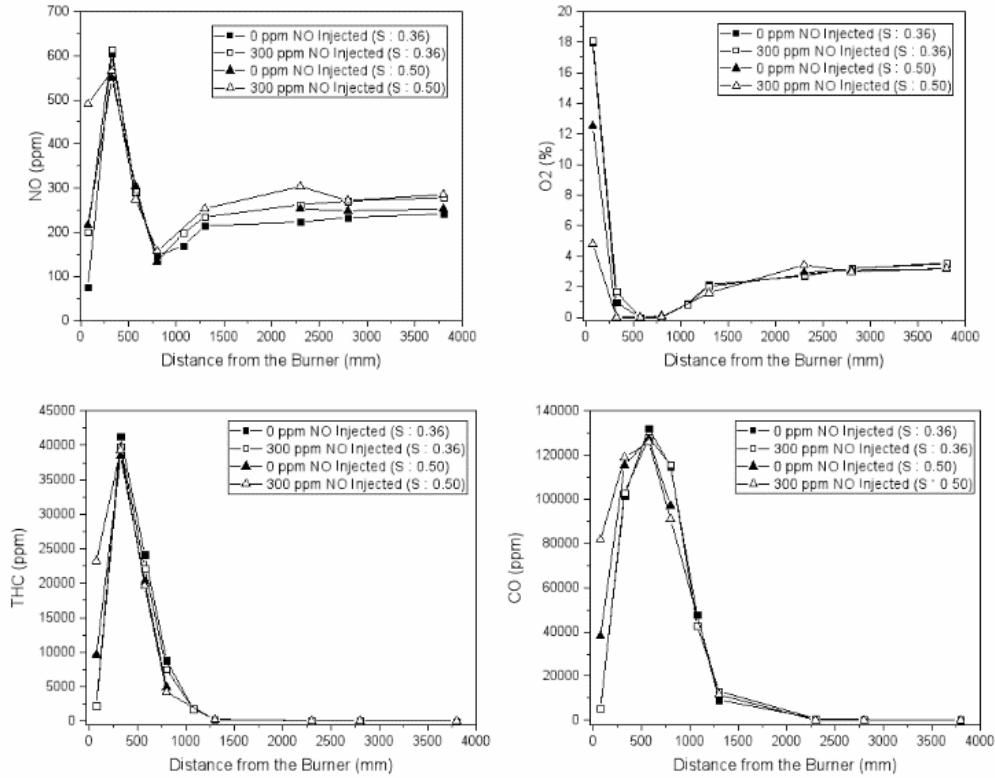 700
600
500
400
300
200
100
0
NO (ppm)
0 ppm NO Injected (S : 0.36)
300 ppm NO Injected (S : 0.36)
0 ppm NO Injected (S : 0.50)
300 ppm NO Injected (S : 0.50)
0 500 1000 1500 2000 2500 3000 3500 4000
Distance from the Burner (mm)
20
18
16
14
12
10
8
6
4
2
0
O2 (%)
0 ppm NO Injected (S : 0.36)
300 ppm NO Injected (S : 0.36)
0 ppm NO Injected (S : 0.50)
300 ppm NO Injected (S : 0.50)
0 500 1000 1500 2000 2500 3000 3500 4000
Distance from the Burner (mm)
45000
40000
35000
30000
25000
20000
15000
10000
5000
0
THC (ppm)
0 ppm NO Injected (S : 0.36)
300 ppm NO Injected (S : 0.36)
0 ppm NO Injected (S : 0.50)
300 ppm NO Injected (S : 0.50)
0 500 1000 1500 2000 2500 3000 3500 4000
Distance from the Burner (mm)
140000
120000
100000
80000
60000
40000
20000
0
CO (ppm)
0 ppm NO Injected (S : 0.36)
300 ppm NO Injected (S : 0.36)
0 ppm NO Injected (S : 0.50)
300 ppm NO Injected (S : 0 50)
0 500 1000 1500 2000 2500 3000 3500 4000
Distance from the Burner (mm)